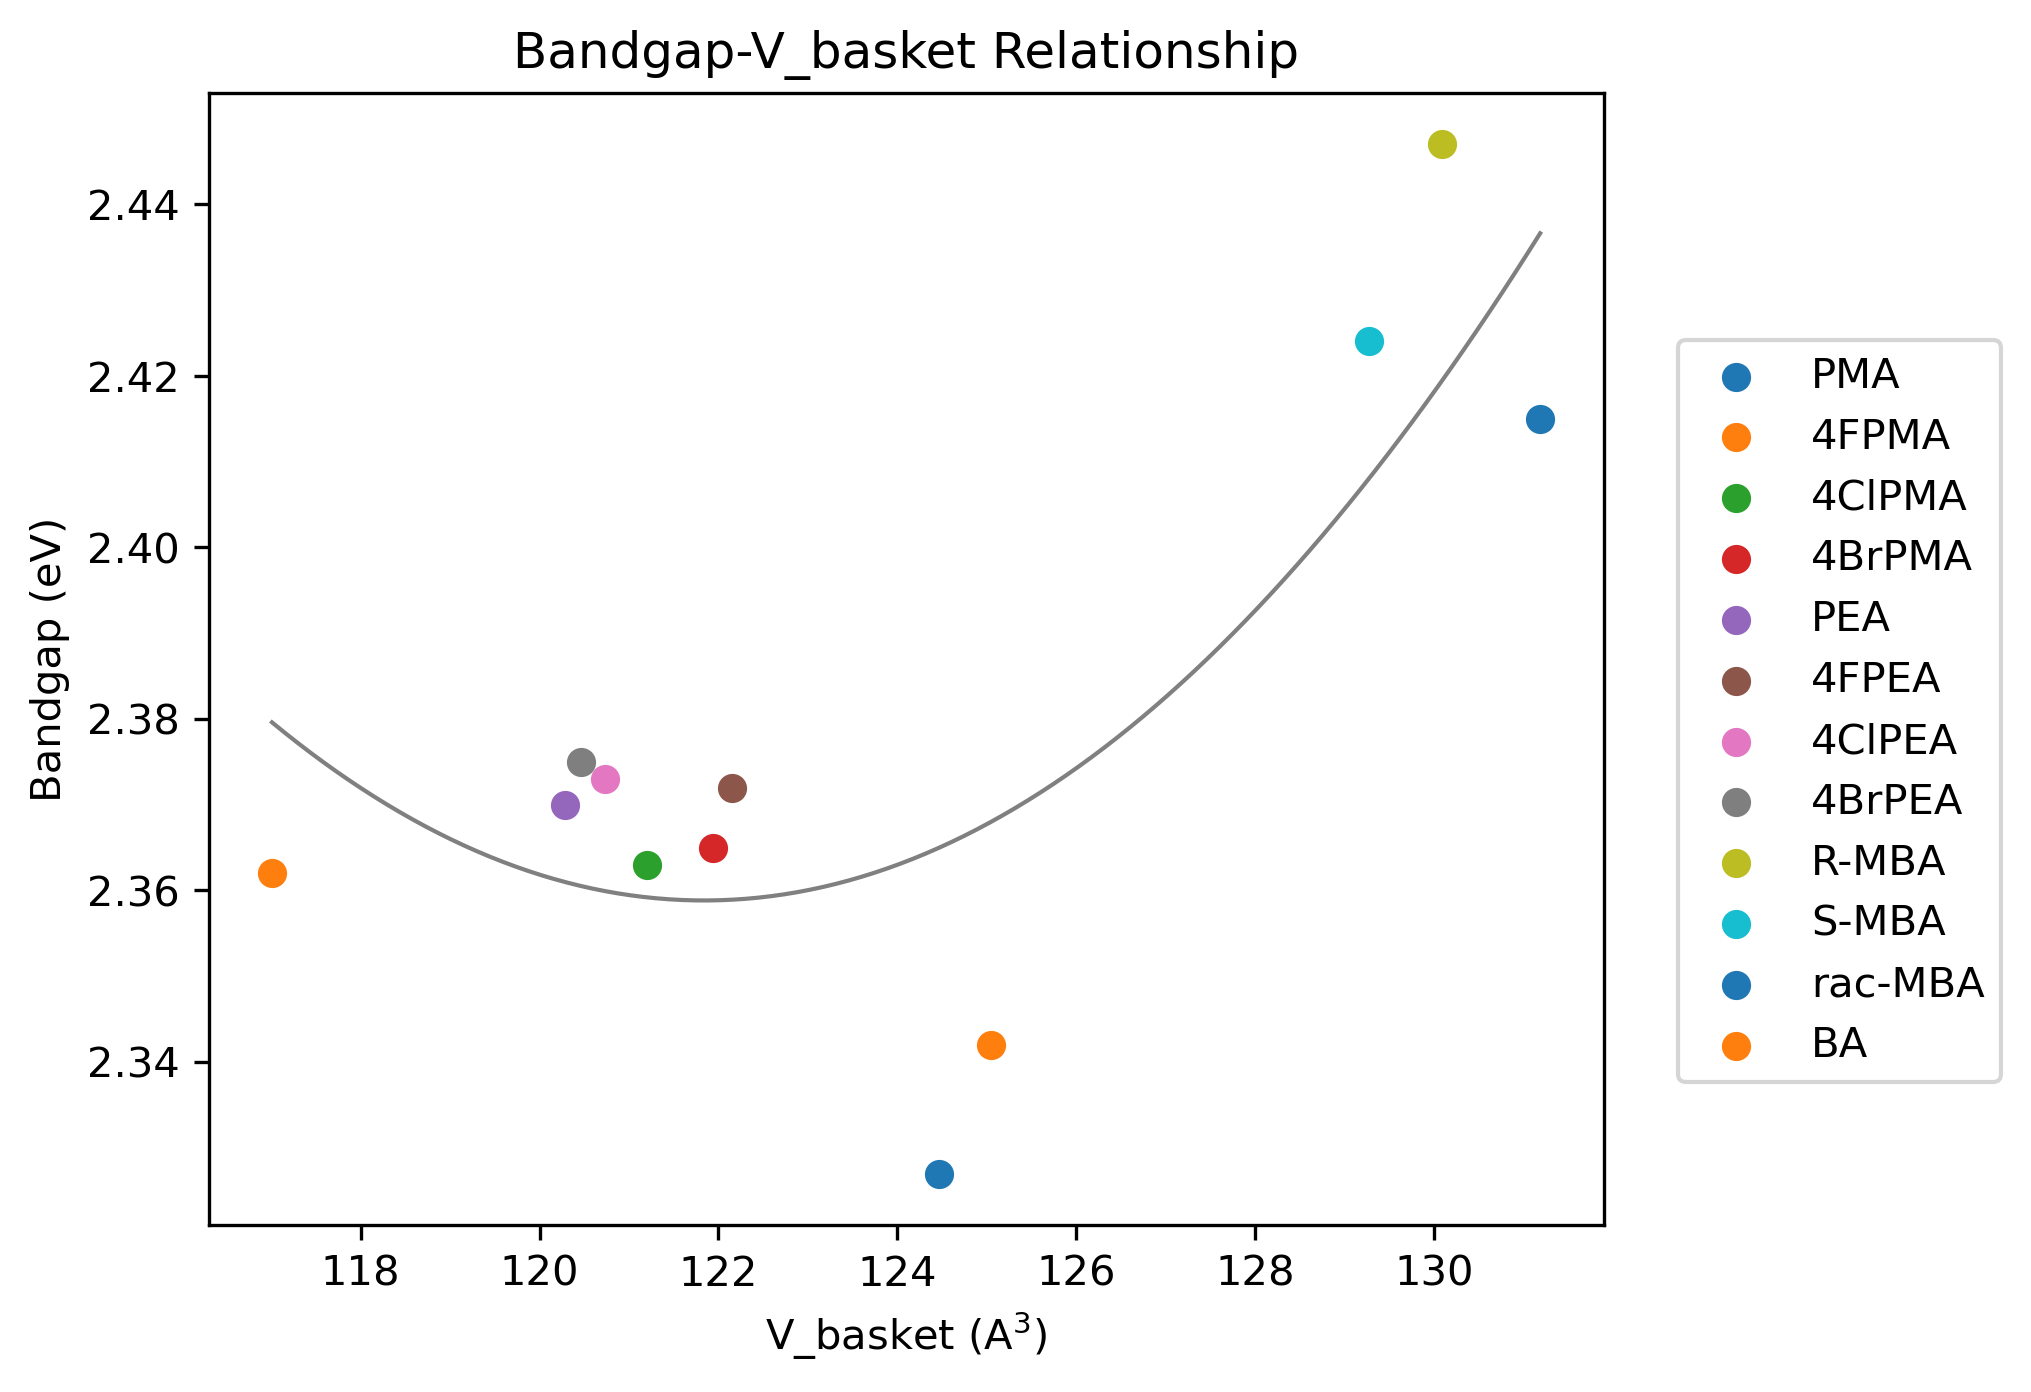 Bandgap-V_basket Relationship
2.44
2.42
2.40
2.38
2.36
2.34
Bandgap (eV)
118 120 122 124 126 128 130
V_basket (A³)
PMA
4FPMA
4ClPMA
4BrPMA
PEA
4FPEA
4ClPEA
4BrPEA
R-MBA
S-MBA
rac-MBA
BA